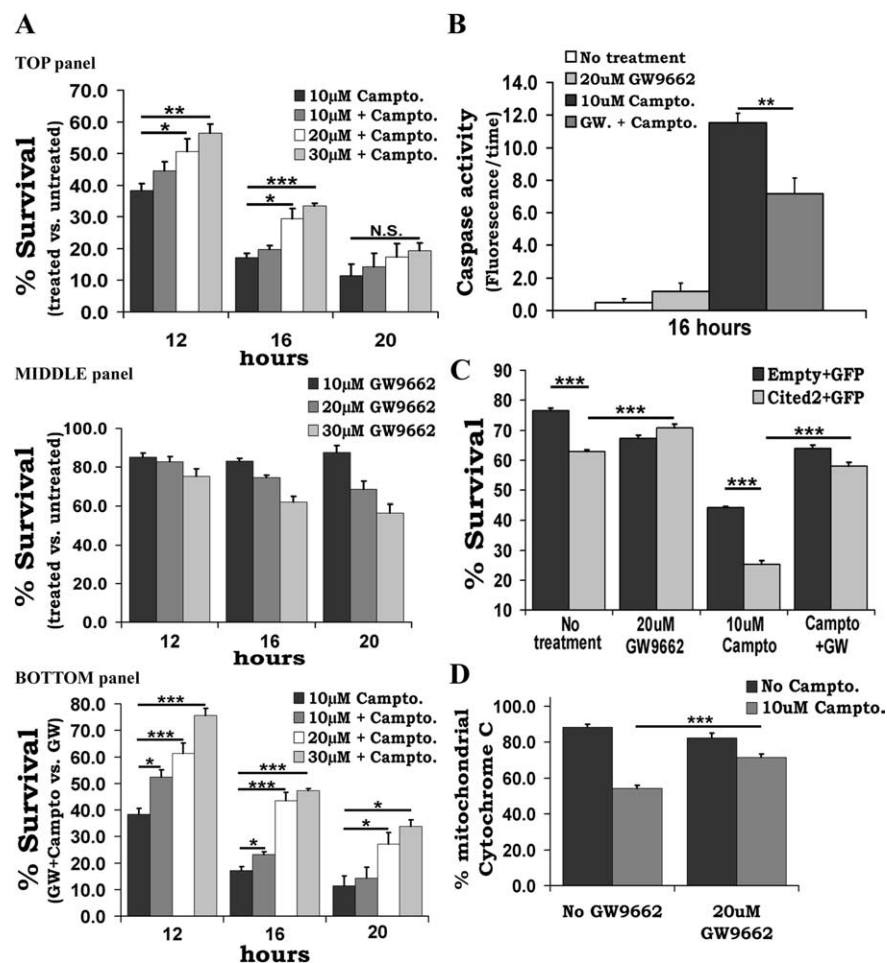 A
TOP panel
% Survival
(treated vs. untreated)
70.0
60.0
50.0
40.0
30.0
20.0
10.0
0.0
10µM Campto.
10µM + Campto.
20µM + Campto.
30µM + Campto.
**
*
***
*
N.S.
12
16
20
hours
MIDDLE panel
% Survival
(treated vs. untreated)
100.0
80.0
60.0
40.0
20.0
0.0
10µM GW9662
20µM GW9662
30µM GW9662
12
16
20
hours
BOTTOM panel
% Survival
(GW+Campto vs. GW)
80.0
70.0
60.0
50.0
40.0
30.0
20.0
10.0
0.0
10µM Campto.
10µM + Campto.
20µM + Campto.
30µM + Campto.
***
***
*
***
***
*
*
*
12
16
20
hours
B
Caspase activity
(Fluorescence/time)
14.0
12.0
10.0
8.0
6.0
4.0
2.0
0.0
No treatment
20uM GW9662
10uM Campto.
GW. + Campto.
**
16 hours
C
% Survival
90
80
70
60
50
40
30
20
10
Empty+GFP
Cited2+GFP
***
***
***
***
No treatment
20uM GW9662
10uM Campto
Campto +GW
D
% mitochondrial
Cytochrome C
100.0
80.0
60.0
40.0
20.0
0.0
No Campto.
10uM Campto.
***
No GW9662
20uM GW9662